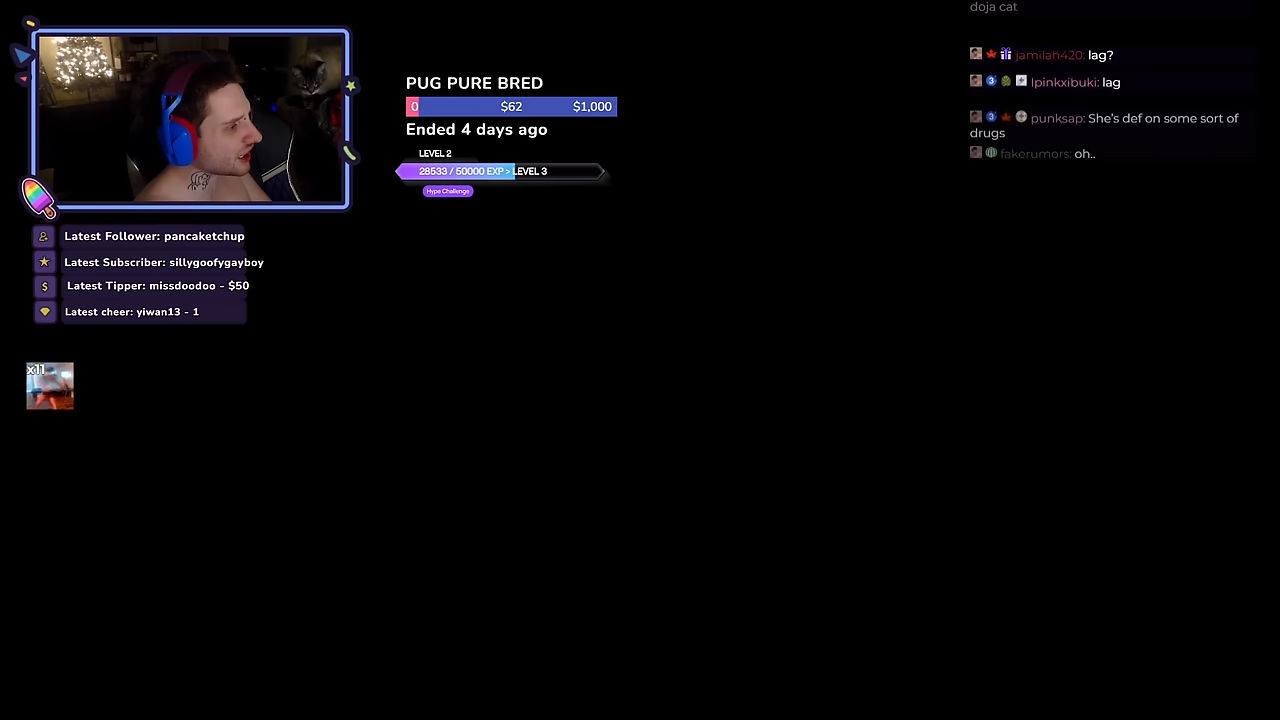 doja cat
jamilah420: lag?
lpinkxibuki: lag
punksap: She's def on some sort of
drugs
fakerumors: oh..
PUG PURE BRED
0 $62 $1,000
Ended 4 days ago
LEVEL 2
28533 / 50000 EXP > LEVEL 3
Hype Challenge
Latest Follower: pancaketchup
Latest Subscriber: sillygoofygayboy
Latest Tipper: missdoodoo - $50
Latest cheer: yiwan13 - 1
x11